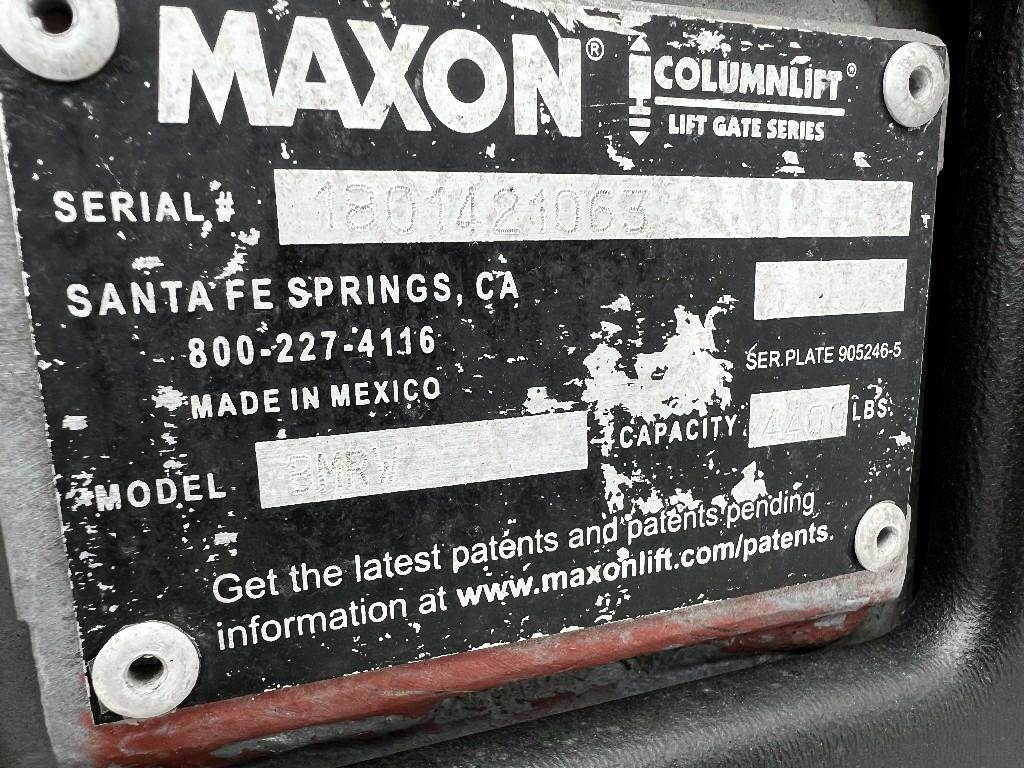 MAXON®
COLUMNLIFT®
LIFT GATE SERIES
SERIAL # 1801421063
SANTA FE SPRINGS, CA
800-227-4116
MADE IN MEXICO
SER. PLATE 905246-5
MODEL BMRV CAPACITY 4400 LBS.
Get the latest patents and patents pending
information at www.maxonlift.com/patents.